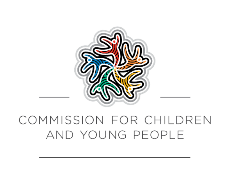 COMMISSION FOR CHILDREN
AND YOUNG PEOPLE